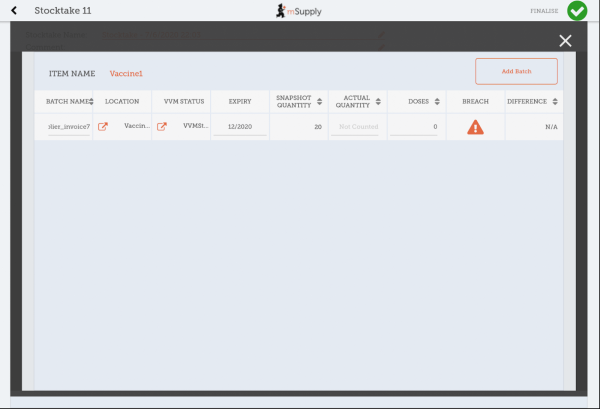 Stocktake 11
mSupply
FINALISE
ITEM NAME Vaccine1
Add Batch
BATCH NAME LOCATION VVM STATUS EXPIRY SNAPSHOT QUANTITY ACTUAL QUANTITY DOSES BREACH DIFFERENCE
olier_invoice7 Vaccin... VVMSt... 12/2020 20 Not Counted 0 N/A